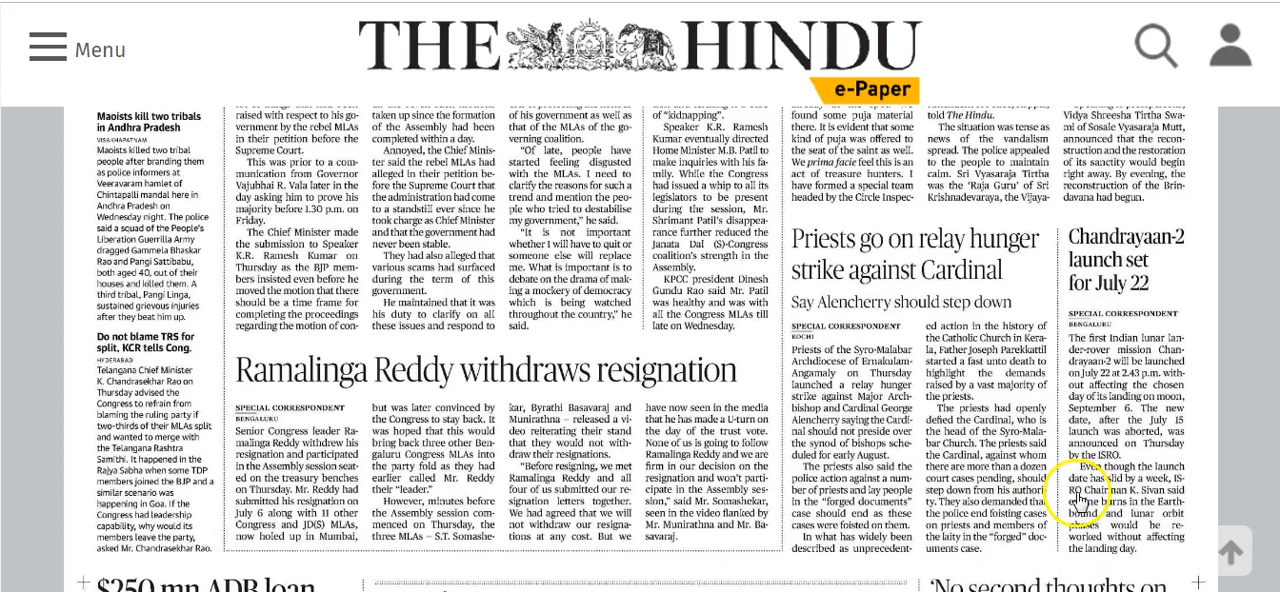 Menu
THE HINDU
e-Paper
Maoists kill two tribals
in Andhra Pradesh
VISAKHAPATNAM
Maoists killed two tribal
people after branding them
as police informers at
Veeravaram hamlet of
Chintapalli mandal here in
Andhra Pradesh on
Wednesday night. The police
said a squad of the People's
Liberation Guerrilla Army
dragged Gammela Bhaskar
Rao and Pangi Sattibabu,
both aged 40, out of their
houses and killed them. A
third tribal, Pangi Linga,
sustained grievous injuries
after they beat him up.
Do not blame TRS for
split, KCR tells Cong.
HYDERABAD
Telangana Chief Minister
K. Chandrasekhar Rao on
Thursday advised the
Congress to refrain from
blaming the ruling party if
two-thirds of their MLAs split
and wanted to merge with
the Telangana Rashtra
Samithi. It happened in the
Rajya Sabha when some TDP
members joined the BJP and a
similar scenario was
happening in Goa. If the
Congress had leadership
capability, why would its
members leave the party,
asked Mr. Chandrasekhar Rao.
raised with respect to his go-
vernment by the rebel MLAs
in their petition before the
Supreme Court.
This was prior to a com-
munication from Governor
Vajubhai R. Vala later in the
day asking him to prove his
majority before 1.30 p.m. on
Friday.
The Chief Minister made
the submission to Speaker
K.R. Ramesh Kumar on
Thursday as the BJP mem-
bers insisted even before he
moved the motion that there
should be a time frame for
completing the proceedings
regarding the motion of con-
taken up since the formation
of the Assembly had been
completed within a day.
Annoyed, the Chief Minis-
ter said the rebel MLAs had
alleged in their petition be-
fore the Supreme Court that
the administration had come
to a standstill ever since he
took charge as Chief Minister
and that the government had
never been stable.
They had also alleged that
various scams had surfaced
during the term of this
government.
He maintained that it was
his duty to clarify on all
these issues and respond to
of his government as well as
that of the MLAs of the go-
verning coalition.
"Of late, people have
started feeling disgusted
with the MLAs. I need to
clarify the reasons for such a
trend and mention the peo-
ple who tried to destabilise
my government," he said.
"It is not important
whether I will have to quit or
someone else will replace
me. What is important is to
debate on the drama of mak-
ing a mockery of democracy
which is being watched
throughout the country," he
said.
of "kidnapping".
Speaker K.R. Ramesh
Kumar eventually directed
Home Minister M.B. Patil to
make inquiries with his fa-
mily. While the Congress
had issued a whip to all its
legislators to be present
during the session, Mr.
Shrimant Patil's disappea-
rance further reduced the
Janata Dal (S)-Congress
coalition's strength in the
Assembly.
KPCC president Dinesh
Gundu Rao said Mr. Patil
was healthy and was with
all the Congress MLAs till
late on Wednesday.
Ramalinga Reddy withdraws resignation
SPECIAL CORRESPONDENT
BENGALURU
Senior Congress leader Ra-
malinga Reddy withdrew his
resignation and participated
in the Assembly session seat-
ed on the treasury benches
on Thursday. Mr. Reddy had
submitted his resignation on
July 6 along with 11 other
Congress and JD(S) MLAs,
now holed up in Mumbai,
but was later convinced by
the Congress to stay back. It
was hoped that this would
bring back three other Ben-
galuru Congress MLAs into
the party fold as they had
earlier called Mr. Reddy
their "leader."
However, minutes before
the Assembly session com-
menced on Thursday, the
three MLAs – S.T. Somashe-
kar, Byrathi Basavaraj and
Munirathna – released a vi-
deo reiterating their stand
that they would not with-
draw their resignations.
"Before resigning, we met
Ramalinga Reddy and all
four of us submitted our re-
signation letters together.
We had agreed that we will
not withdraw our resigna-
tions at any cost. But we
have now seen in the media
that he has made a U-turn on
the day of the trust vote.
None of us is going to follow
Ramalinga Reddy and we are
firm in our decision on the
resignation and won't partici-
pate in the Assembly ses-
sion," said Mr. Somashekar,
seen in the video flanked by
Mr. Munirathna and Mr. Ba-
savaraj.
found some puja material
there. It is evident that some
kind of puja was offered to
the seat of the saint as well.
We prima facie feel this is an
act of treasure hunters. I
have formed a special team
headed by the Circle Inspec-
told The Hindu.
The situation was tense as
news of the vandalism
spread. The police appealed
to the people to maintain
calm. Sri Vyasaraja Tirtha
was the 'Raja Guru' of Sri
Krishnadevaraya, the Vijaya-
Vidya Shreesha Tirtha Swa-
mi of Sosale Vyasaraja Mutt,
announced that the recon-
struction and the restoration
of its sanctity would begin
right away. By evening, the
reconstruction of the Brin-
davana had begun.
Priests go on relay hunger
strike against Cardinal
Say Alencherry should step down
SPECIAL CORRESPONDENT
KOCHI
Priests of the Syro-Malabar
Archdiocese of Ernakulam-
Angamaly on Thursday
launched a relay hunger
strike against Major Arch-
bishop and Cardinal George
Alencherry saying the Cardi-
nal should not preside over
the synod of bishops sche-
duled for early August.
The priests also said the
police action against a num-
ber of priests and lay people
in the "forged documents"
case should end as these
cases were foisted on them.
In what has widely been
described as unprecedent-
ed action in the history of
the Catholic Church in Kera-
la, Father Joseph Parekkattil
started a fast unto death to
highlight the demands
raised by a vast majority of
the priests.
The priests had openly
defied the Cardinal, who is
the head of the Syro-Mala-
bar Church. The priests said
the Cardinal, against whom
there are more than a dozen
court cases pending, should
step down from his authori-
ty. They also demanded that
the police end foisting cases
on priests and members of
the laity in the "forged" doc-
uments case.
Chandrayaan-2
launch set
for July 22
SPECIAL CORRESPONDENT
BENGALURU
The first Indian lunar lan-
der-rover mission Chan-
drayaan-2 will be launched
on July 22 at 2.43 p.m. with-
out affecting the chosen
day of its landing on moon,
September 6. The new
date, after the July 15
launch was aborted, was
announced on Thursday
by the ISRO.
Even though the launch
date has slid by a week, IS-
RO Chairman K. Sivan said
burns in the Earth-
bound and lunar orbit
phases would be re-
worked without affecting
the landing day.
$250 mn ADB loan
'No second thoughts on